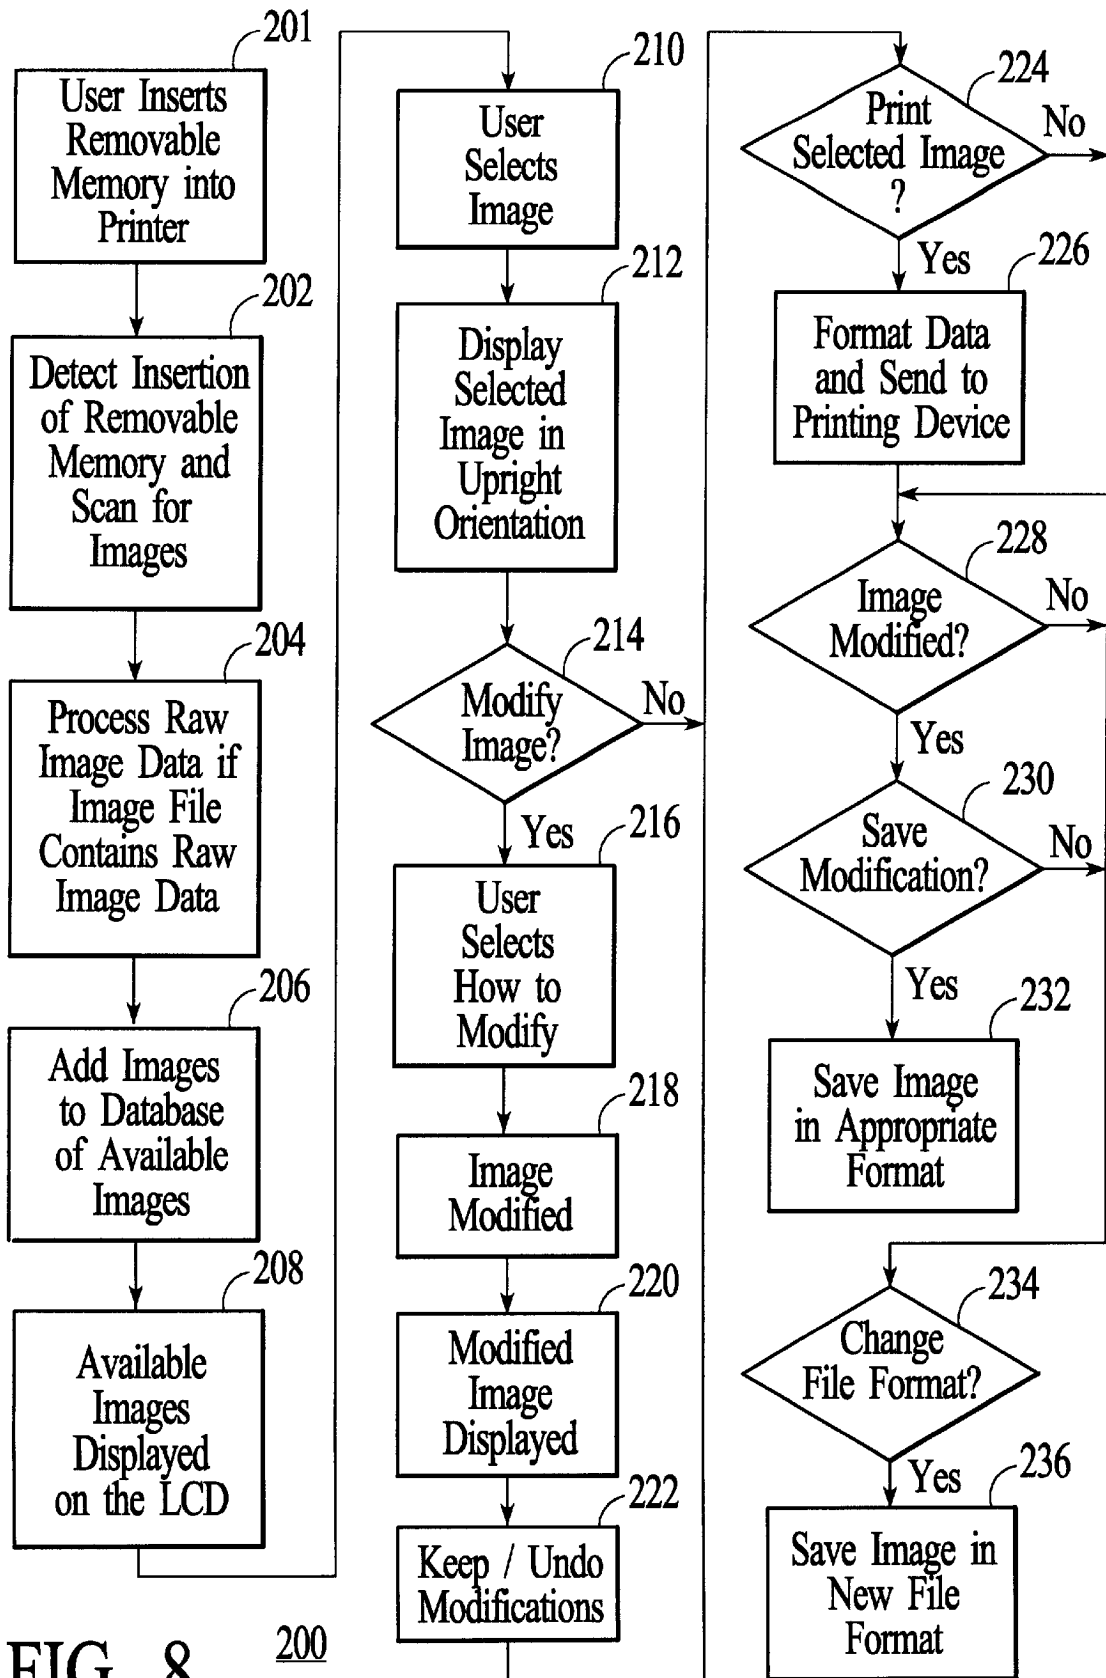 201
User Inserts
Removable
Memory into
Printer
202
Detect Insertion
of Removable
Memory and
Scan for
Images
204
Process Raw
Image Data if
Image File
Contains Raw
Image Data
206
Add Images
to Database
of Available
Images
208
Available
Images
Displayed
on the LCD
210
User
Selects
Image
212
Display
Selected
Image in
Upright
Orientation
214
Modify
Image?
No
Yes
216
User
Selects
How to
Modify
218
Image
Modified
220
Modified
Image
Displayed
222
Keep / Undo
Modifications
224
Print
Selected Image
?
No
Yes
226
Format Data
and Send to
Printing Device
228
Image
Modified?
No
Yes
230
Save
Modification?
No
Yes
232
Save Image
in Appropriate
Format
234
Change
File Format?
Yes
236
Save Image in
New File
Format
FIG. 8
200